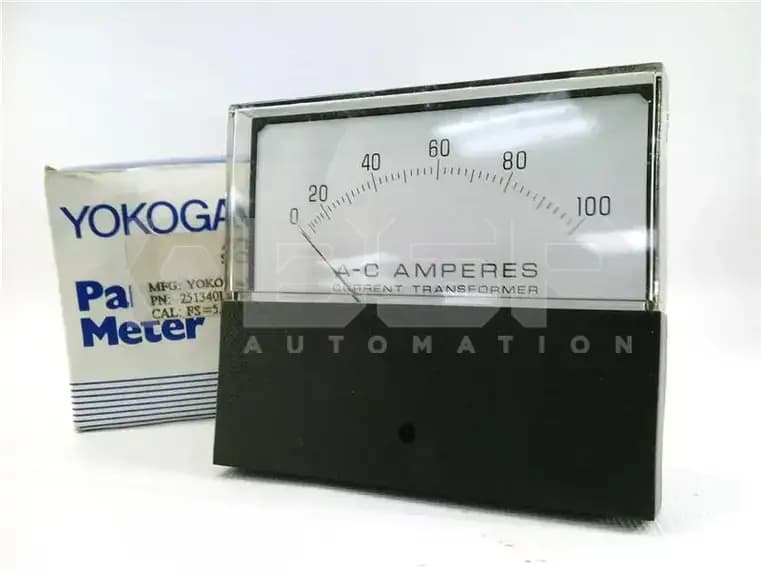 YOKOGA
Pa
Meter
MFG: YOKO
PN: 251340L
CAL: FS=5.
0 20 40 60 80 100
A-C AMPERES
CURRENT TRANSFORMER
AUTOMATION